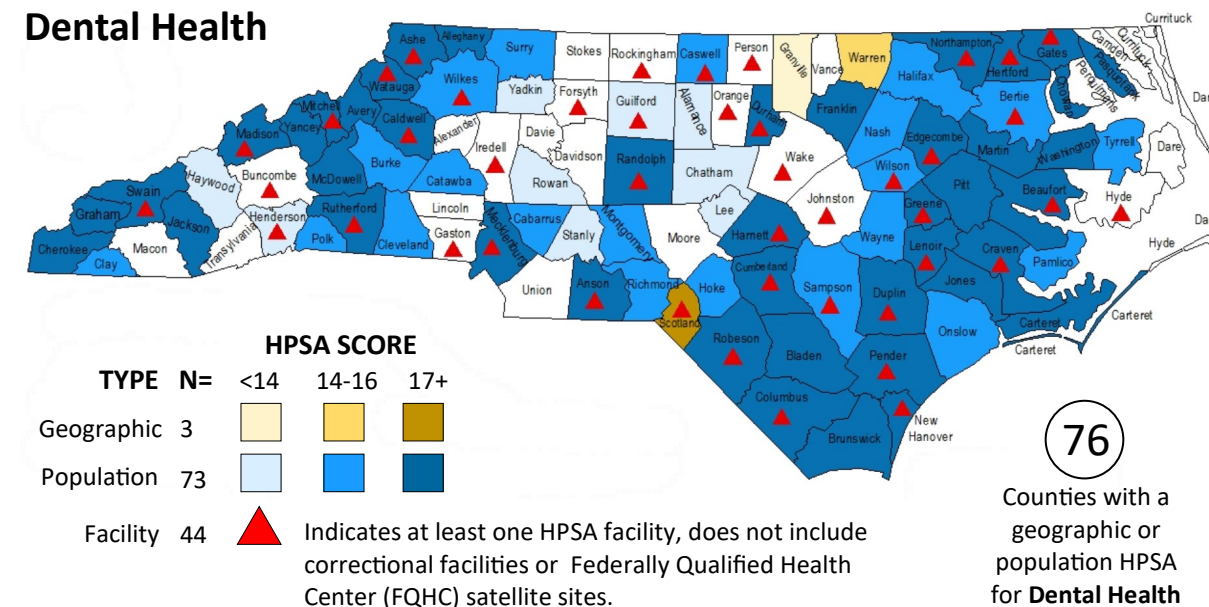 Dental Health
Currituck
Ashe
Alleghany
Surry
Stokes
Rockingham
Caswell
Person
Granville
Vance
Warren
Northampton
Gates
Camden
Currituck
Hertford
Pasquotank
Perquimans
Chowan
Watauga
Wilkes
Yadkin
Forsyth
Guilford
Alamance
Orange
Durham
Franklin
Halifax
Bertie
Da
Mitchell
Avery
Caldwell
Alexander
Iredell
Davie
Davidson
Randolph
Chatham
Wake
Nash
Edgecombe
Martin
Washington
Tyrrell
Dare
Madison
Yancey
Buncombe
McDowell
Burke
Catawba
Rowan
Lee
Johnston
Wilson
Pitt
Beaufort
Hyde
Haywood
Swain
Graham
Jackson
Henderson
Rutherford
Lincoln
Gaston
Mecklenburg
Cabarrus
Stanly
Montgomery
Moore
Harnett
Wayne
Greene
Lenoir
Craven
Pamlico
Hyde
Da
Cherokee
Clay
Macon
Transylvania
Polk
Cleveland
Union
Anson
Richmond
Hoke
Cumberland
Sampson
Duplin
Jones
Onslow
Carteret
Carteret
Carteret
Scotland
Robeson
Bladen
Pender
Columbus
Brunswick
New
Hanover
HPSA SCORE
TYPE N= <14 14-16 17+
Geographic 3
Population 73
Facility 44 Indicates at least one HPSA facility, does not include
correctional facilities or Federally Qualified Health
Center (FQHC) satellite sites.
76
Counties with a
geographic or
population HPSA
for Dental Health